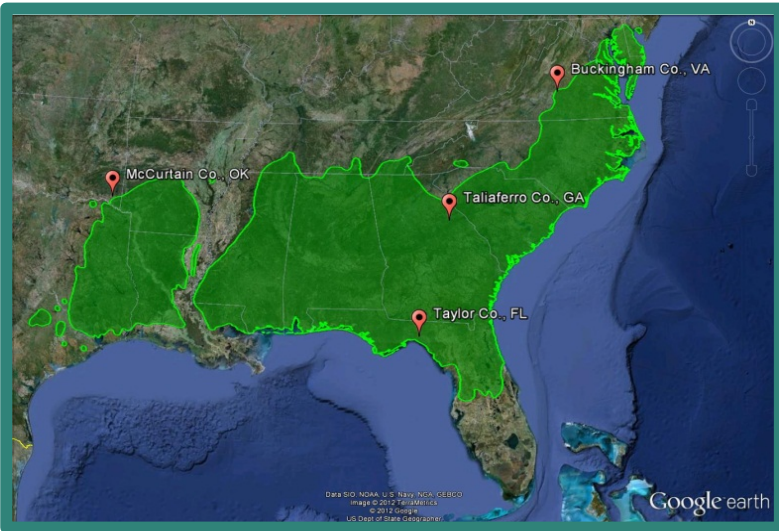 N
Buckingham Co., VA
McCurtain Co., OK
Taliaferro Co., GA
Taylor Co., FL
Data SIO, NOAA, U.S. Navy, NGA, GEBCO
Image © 2012 TerraMetrics
© 2012 Google
US Dept of State Geographer
Google earth